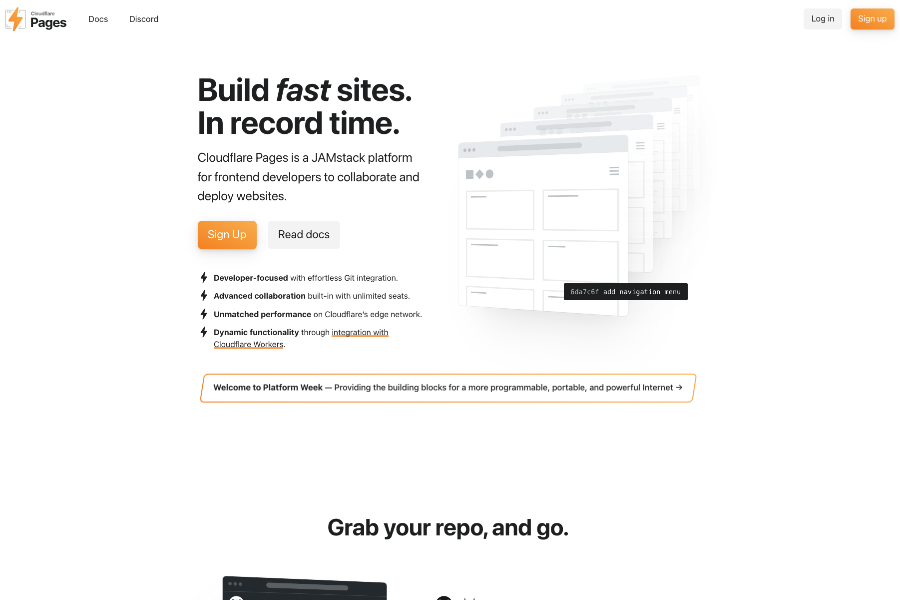 Cloudflare
Pages
Docs
Discord
Log in
Sign up
Build fast sites.
In record time.
Cloudflare Pages is a JAMstack platform
for frontend developers to collaborate and
deploy websites.
Sign Up
Read docs
Developer-focused with effortless Git integration.
Advanced collaboration built-in with unlimited seats.
Unmatched performance on Cloudflare's edge network.
Dynamic functionality through integration with
Cloudflare Workers.
6da7c6f add navigation menu
Welcome to Platform Week — Providing the building blocks for a more programmable, portable, and powerful Internet →
Grab your repo, and go.